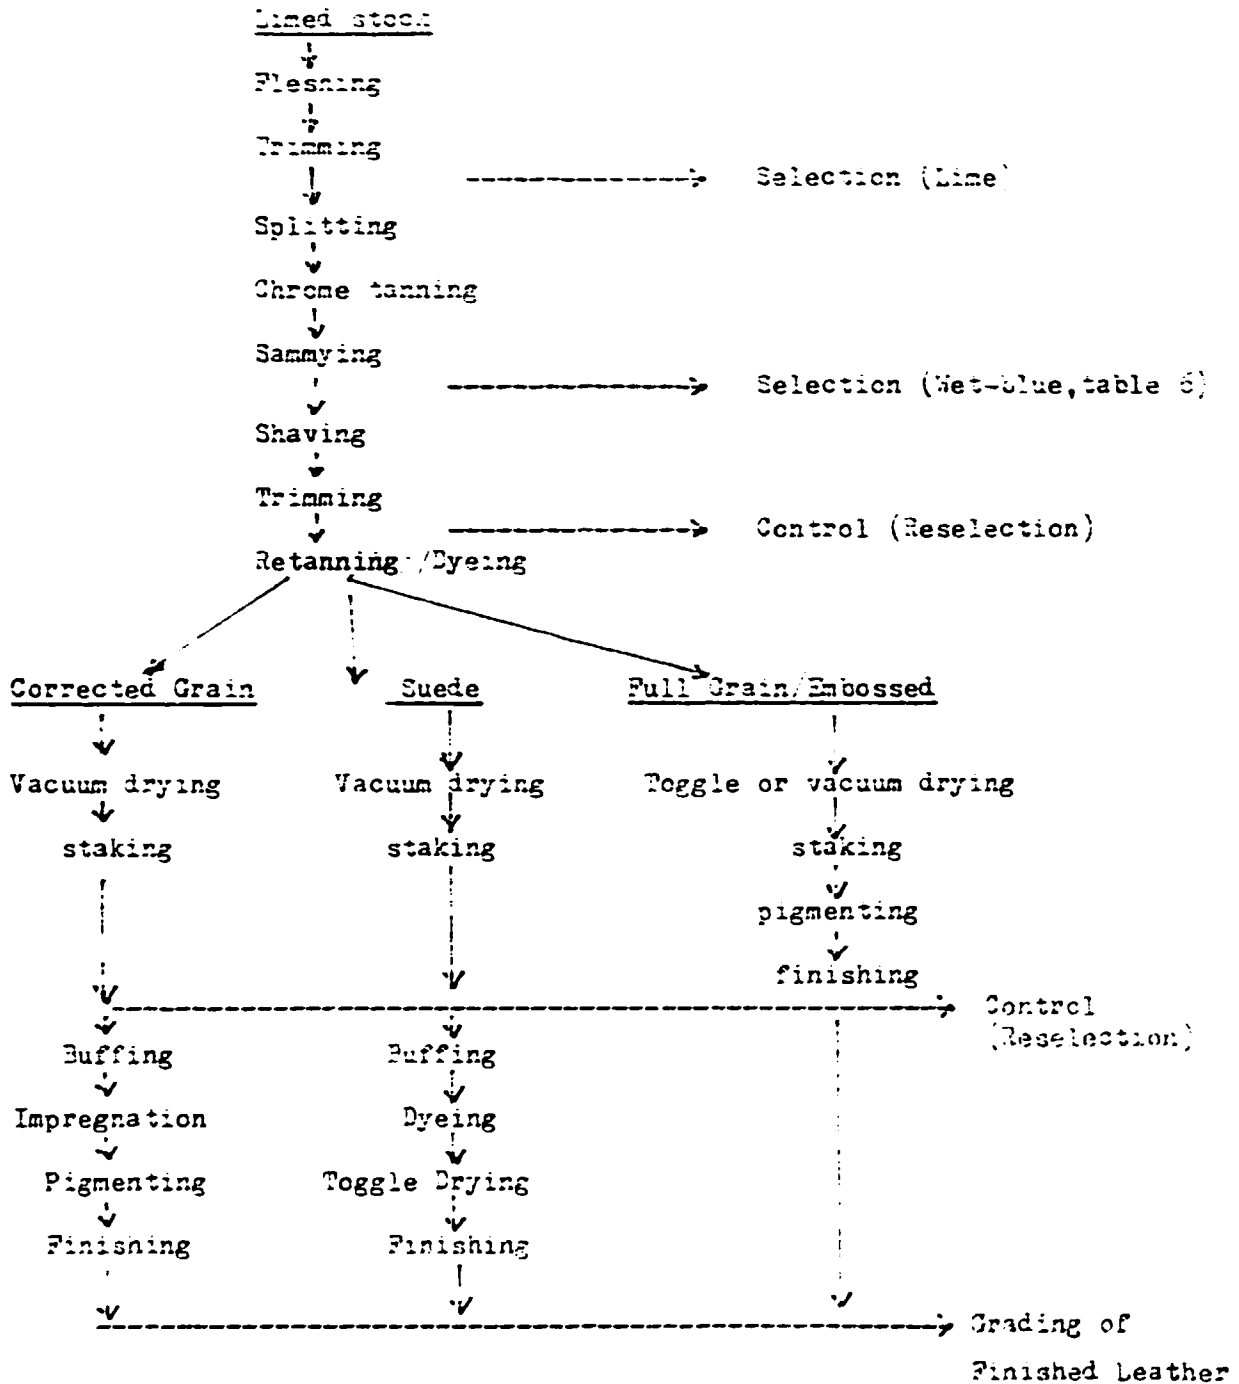 Limed stock
Fleshing
Trimming
Selection (Lime)
Splitting
Chrome tanning
Sammying
Selection (Wet-blue, table 6)
Shaving
Trimming
Control (Reselection)
Retanning /Dyeing
Corrected Grain Suede Full Grain/Embossed
Vacuum drying Vacuum drying Toggle or vacuum drying
staking staking staking
pigmenting
finishing
Control
(Reselection)
Buffing Buffing
Impregnation Dyeing
Pigmenting Toggle Drying
Finishing Finishing
Grading of
Finished Leather